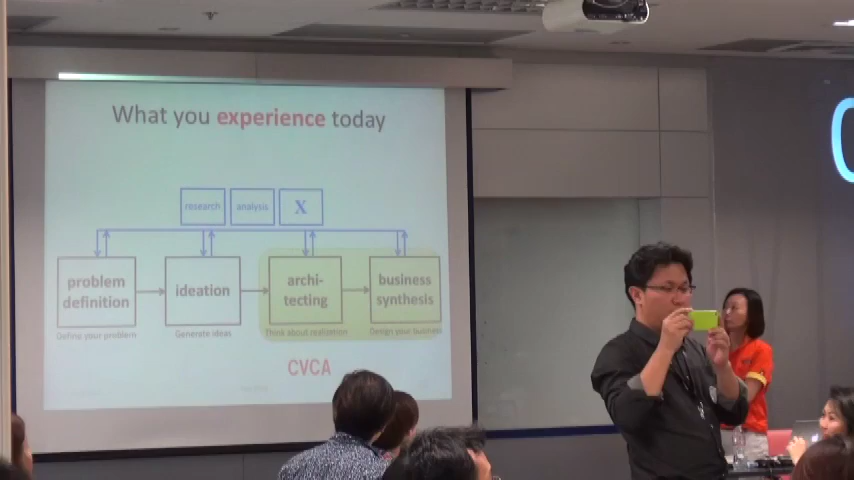 What you experience today
research
analysis
X
problem
definition
ideation
archi-
tecting
business
synthesis
Define your problem
Generate ideas
Think about realization
Design your business
CVCA